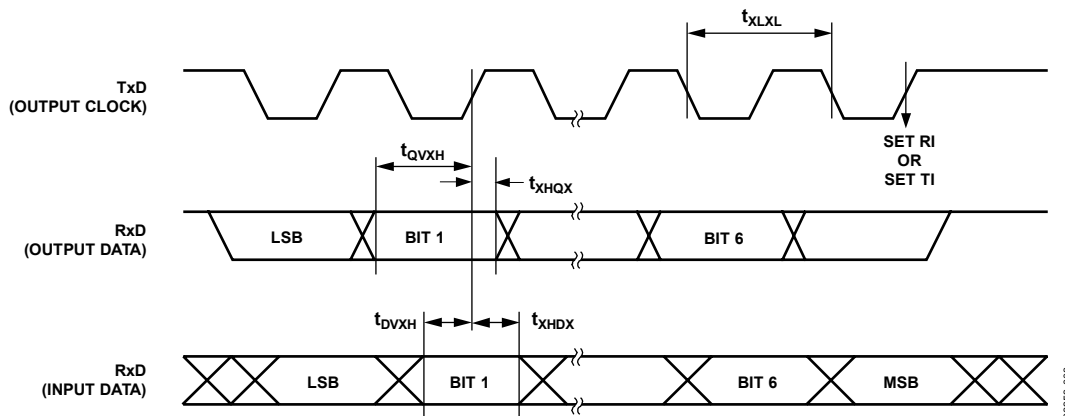 tXLXL
TxD
(OUTPUT CLOCK)
SET RI
OR
SET TI
tQVXH
tXHQX
RxD
(OUTPUT DATA)
LSB
BIT 1
BIT 6
tDVXH
tXHDX
RxD
(INPUT DATA)
LSB
BIT 1
BIT 6
MSB